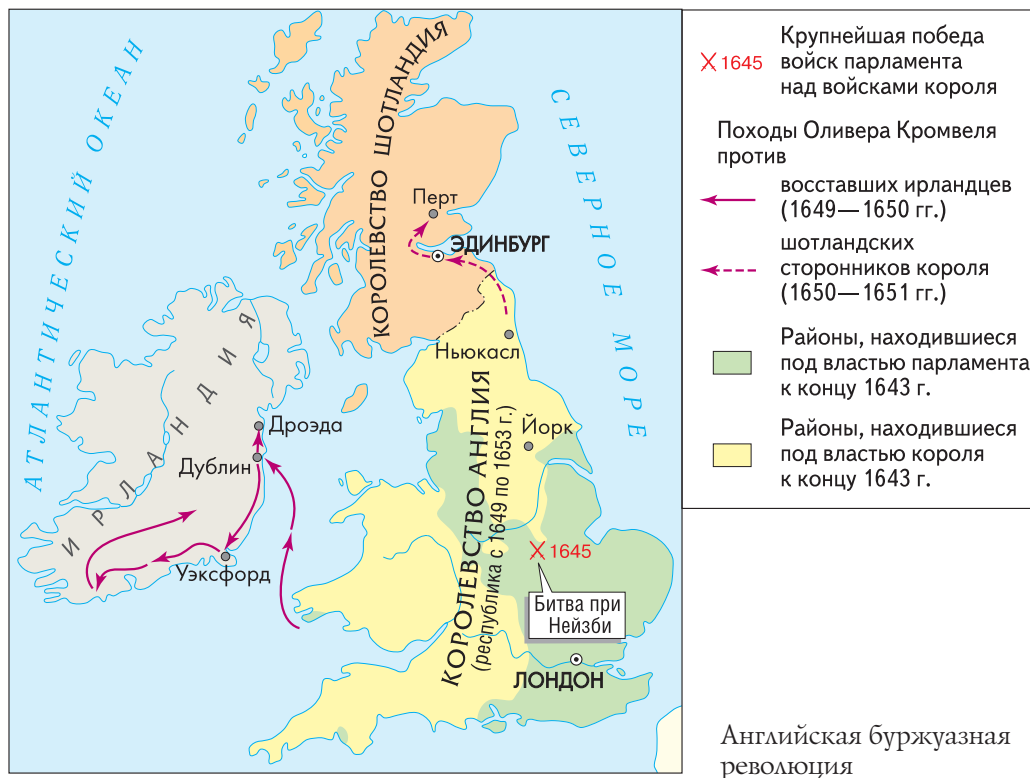 АТЛАНТИЧЕСКИЙ ОКЕАН
СЕВЕРНОЕ МОРЕ
КОРОЛЕВСТВО ШОТЛАНДИЯ
Перт
ЭДИНБУРГ
Ньюкасл
ИРЛАНДИЯ
Дроэда
Дублин
Уэксфорд
Йорк
КОРОЛЕВСТВО АНГЛИЯ
(республика с 1649 по 1653 г.)
1645
Битва при
Нейзби
ЛОНДОН
1645
Крупнейшая победа
войск парламента
над войсками короля
Походы Оливера Кромвеля
против
восставших ирландцев
(1649—1650 гг.)
шотландских
сторонников короля
(1650—1651 гг.)
Районы, находившиеся
под властью парламента
к концу 1643 г.
Районы, находившиеся
под властью короля
к концу 1643 г.
Английская буржуазная
революция